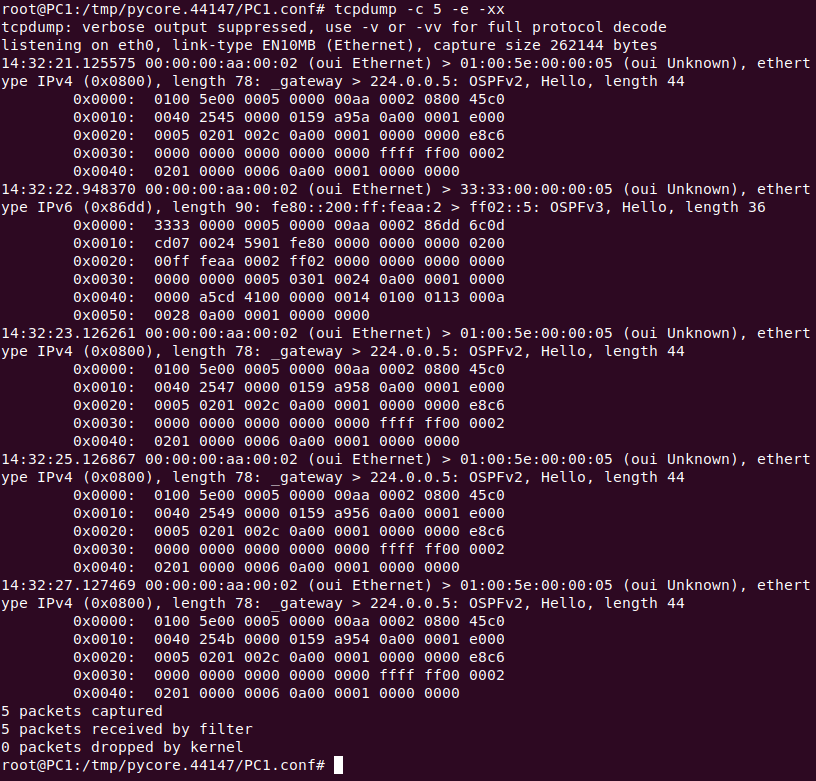 root@PC1:/tmp/pycore.44147/PC1.conf# tcpdump -c 5 -e -xx
tcpdump: verbose output suppressed, use -v or -vv for full protocol decode
listening on eth0, link-type EN10MB (Ethernet), capture size 262144 bytes
14:32:21.125575 00:00:00:aa:00:02 (oui Ethernet) > 01:00:5e:00:00:05 (oui Unknown), ethert
ype IPv4 (0x0800), length 78: _gateway > 224.0.0.5: OSPFv2, Hello, length 44
        0x0000:  0100 5e00 0005 0000 00aa 0002 0800 45c0
        0x0010:  0040 2545 0000 0159 a95a 0a00 0001 e000
        0x0020:  0005 0201 002c 0a00 0001 0000 0000 e8c6
        0x0030:  0000 0000 0000 0000 0000 ffff ff00 0002
        0x0040:  0201 0000 0006 0a00 0001 0000 0000
14:32:22.948370 00:00:00:aa:00:02 (oui Ethernet) > 33:33:00:00:00:05 (oui Unknown), ethert
ype IPv6 (0x86dd), length 90: fe80::200:ff:feaa:2 > ff02::5: OSPFv3, Hello, length 36
        0x0000:  3333 0000 0005 0000 00aa 0002 86dd 6c0d
        0x0010:  cd07 0024 5901 fe80 0000 0000 0000 0200
        0x0020:  00ff feaa 0002 ff02 0000 0000 0000 0000
        0x0030:  0000 0000 0005 0301 0024 0a00 0001 0000
        0x0040:  0000 a5cd 4100 0000 0014 0100 0113 000a
        0x0050:  0028 0a00 0001 0000 0000
14:32:23.126261 00:00:00:aa:00:02 (oui Ethernet) > 01:00:5e:00:00:05 (oui Unknown), ethert
ype IPv4 (0x0800), length 78: _gateway > 224.0.0.5: OSPFv2, Hello, length 44
        0x0000:  0100 5e00 0005 0000 00aa 0002 0800 45c0
        0x0010:  0040 2547 0000 0159 a958 0a00 0001 e000
        0x0020:  0005 0201 002c 0a00 0001 0000 0000 e8c6
        0x0030:  0000 0000 0000 0000 0000 ffff ff00 0002
        0x0040:  0201 0000 0006 0a00 0001 0000 0000
14:32:25.126867 00:00:00:aa:00:02 (oui Ethernet) > 01:00:5e:00:00:05 (oui Unknown), ethert
ype IPv4 (0x0800), length 78: _gateway > 224.0.0.5: OSPFv2, Hello, length 44
        0x0000:  0100 5e00 0005 0000 00aa 0002 0800 45c0
        0x0010:  0040 2549 0000 0159 a956 0a00 0001 e000
        0x0020:  0005 0201 002c 0a00 0001 0000 0000 e8c6
        0x0030:  0000 0000 0000 0000 0000 ffff ff00 0002
        0x0040:  0201 0000 0006 0a00 0001 0000 0000
14:32:27.127469 00:00:00:aa:00:02 (oui Ethernet) > 01:00:5e:00:00:05 (oui Unknown), ethert
ype IPv4 (0x0800), length 78: _gateway > 224.0.0.5: OSPFv2, Hello, length 44
        0x0000:  0100 5e00 0005 0000 00aa 0002 0800 45c0
        0x0010:  0040 254b 0000 0159 a954 0a00 0001 e000
        0x0020:  0005 0201 002c 0a00 0001 0000 0000 e8c6
        0x0030:  0000 0000 0000 0000 0000 ffff ff00 0002
        0x0040:  0201 0000 0006 0a00 0001 0000 0000
5 packets captured
5 packets received by filter
0 packets dropped by kernel
root@PC1:/tmp/pycore.44147/PC1.conf#